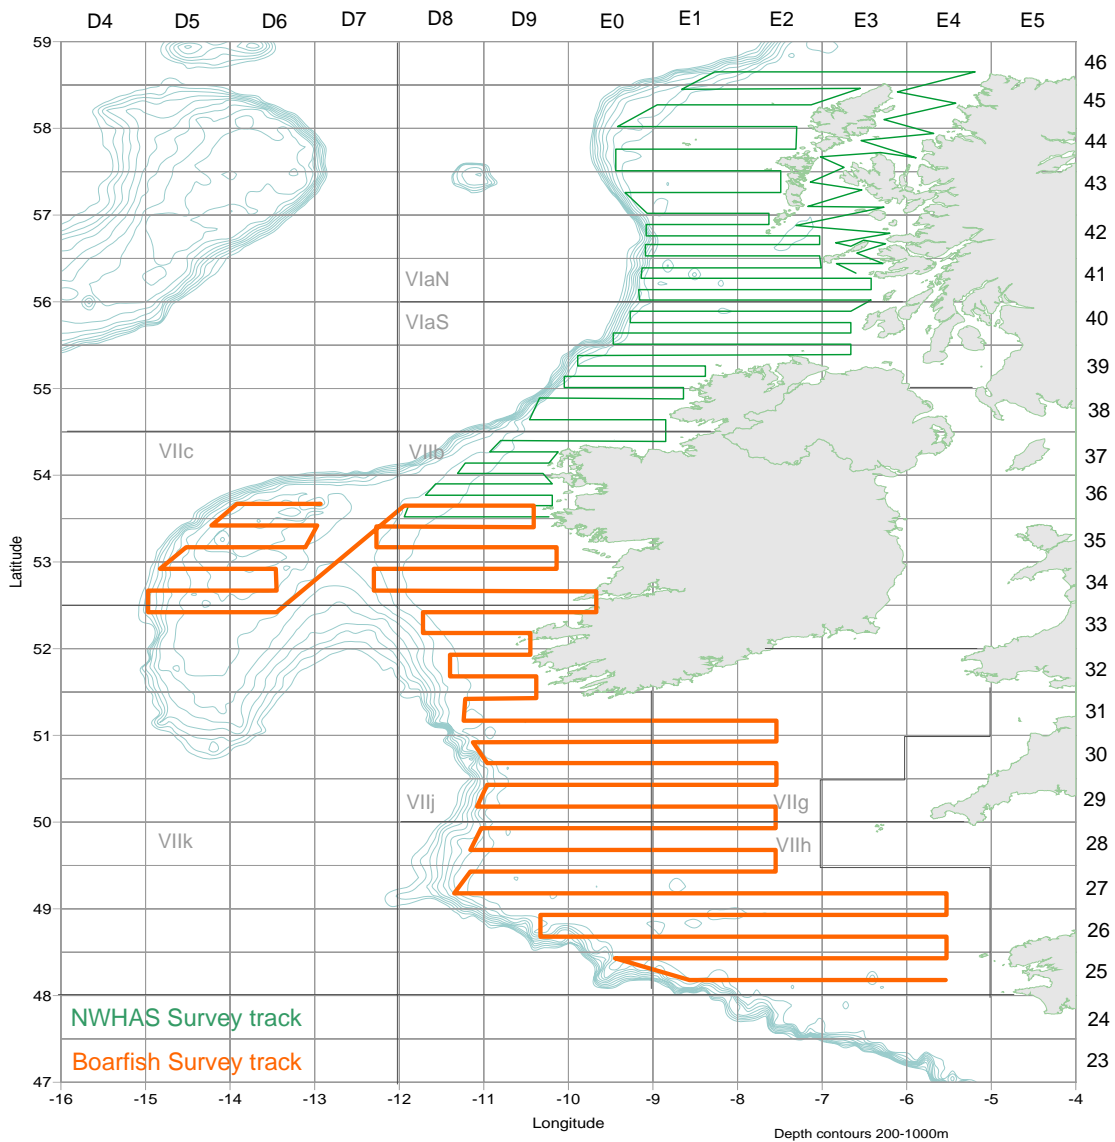 D4 D5 D6 D7 D8 D9 E0 E1 E2 E3 E4 E5
59
46
45
58
44
43
57
42
VIaN
41
56
VIaS
40
39
55
38
VIIc
VIIb
37
54
36
35
53
34
33
52
32
31
51
30
VIIj
VIIg
29
50
VIIk
VIIh
28
27
49
26
25
48
NWHAS Survey track
24
Boarfish Survey track
23
47
Latitude
-16 -15 -14 -13 -12 -11 -10 -9 -8 -7 -6 -5 -4
Longitude
Depth contours 200-1000m